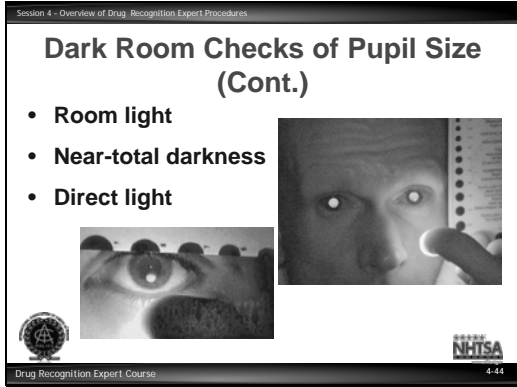 Session 4 - Overview of Drug Recognition Expert Procedures
Dark Room Checks of Pupil Size
(Cont.)
• Room light
• Near-total darkness
• Direct light
NHTSA
Drug Recognition Expert Course
4-44